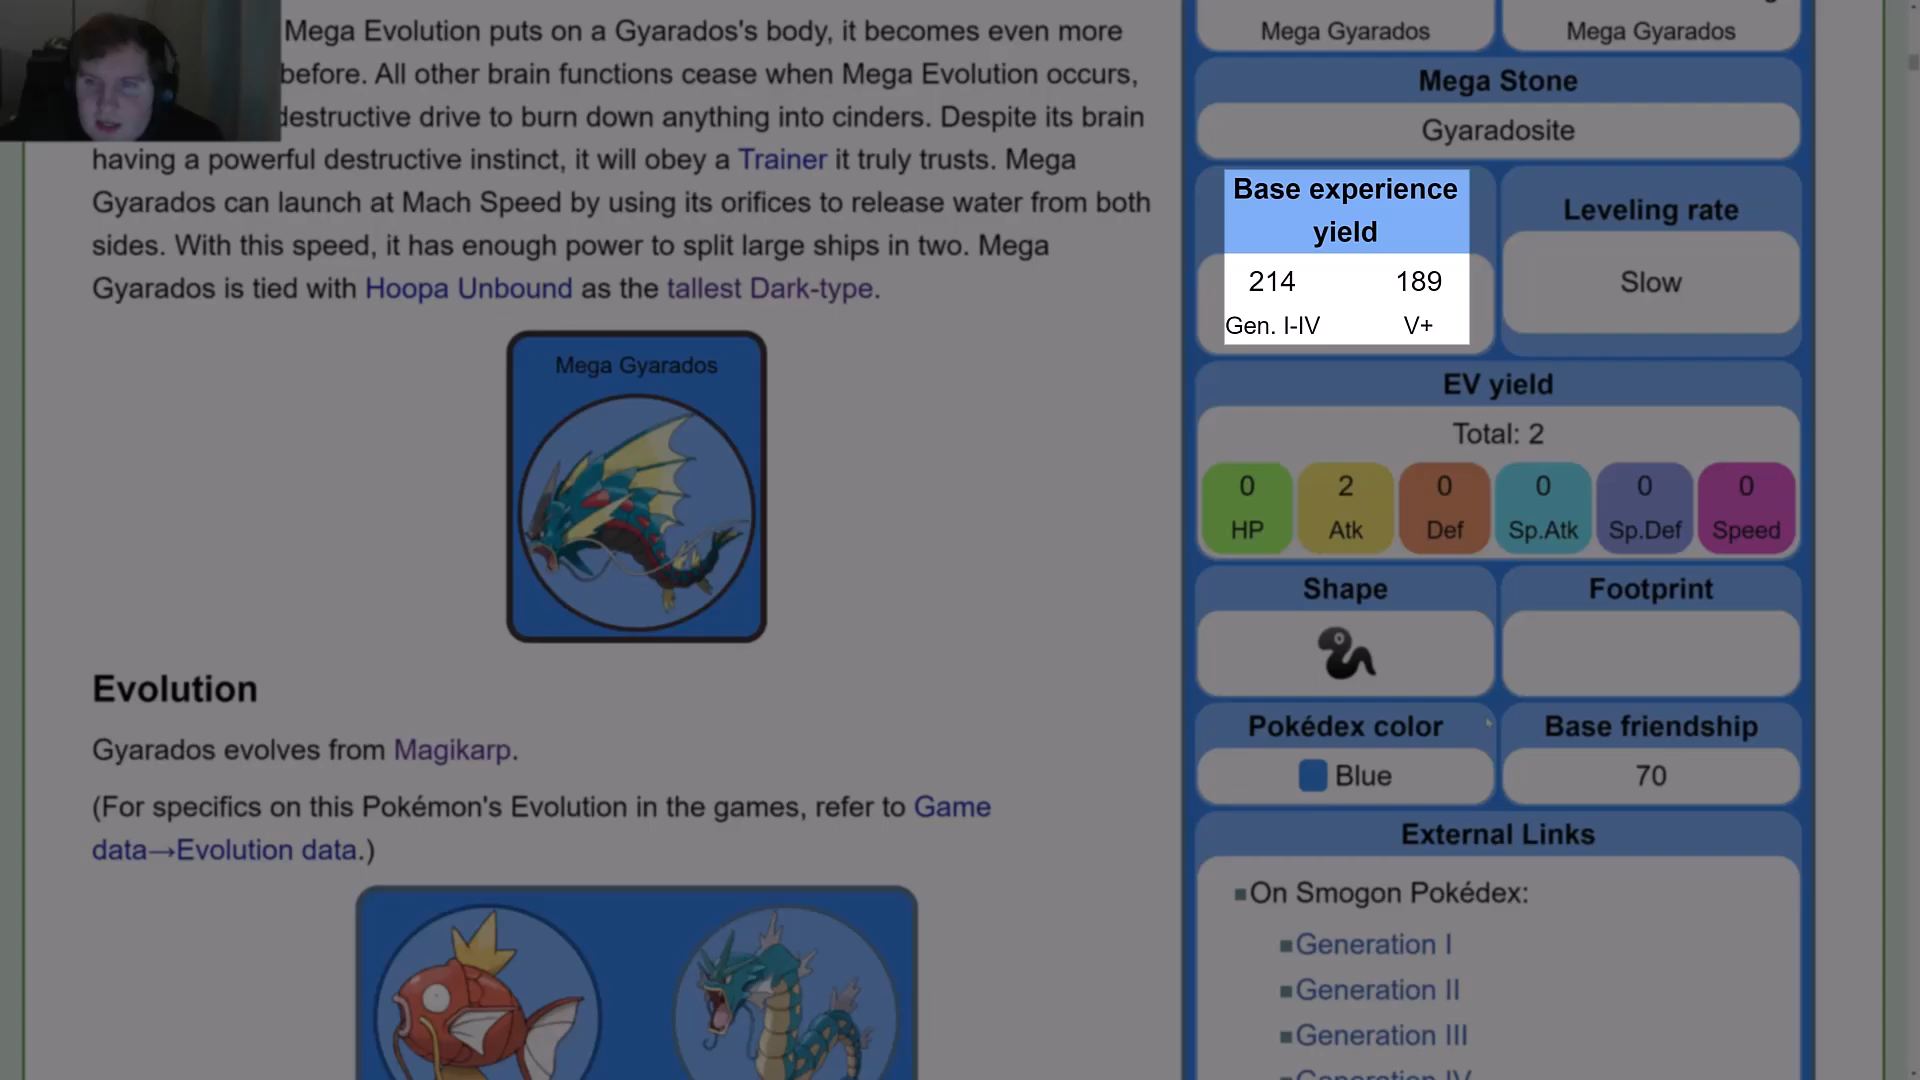 Mega Evolution puts on a Gyarados's body, it becomes even more
before. All other brain functions cease when Mega Evolution occurs,
destructive drive to burn down anything into cinders. Despite its brain
having a powerful destructive instinct, it will obey a Trainer it truly trusts. Mega
Gyarados can launch at Mach Speed by using its orifices to release water from both
sides. With this speed, it has enough power to split large ships in two. Mega
Gyarados is tied with Hoopa Unbound as the tallest Dark-type.
Mega Gyarados
Evolution
Gyarados evolves from Magikarp.
(For specifics on this Pokémon's Evolution in the games, refer to Game
data→Evolution data.)
Mega Gyarados Mega Gyarados
Mega Stone
Gyaradosite
Base experience
yield
214 189
Gen. I-IV V+
Leveling rate
Slow
EV yield
Total: 2
0 2 0 0 0 0
HP Atk Def Sp.Atk Sp.Def Speed
Shape Footprint
Pokédex color Base friendship
Blue 70
External Links
On Smogon Pokédex:
Generation I
Generation II
Generation III
Generation IV